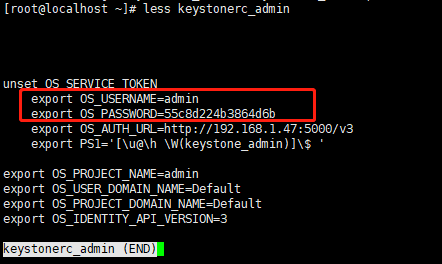 [root@localhost ~]# less keystonerc_admin
unset OS_SERVICE_TOKEN
export OS_USERNAME=admin
export OS_PASSWORD=55c8d224b3864d6b
export OS_AUTH_URL=http://192.168.1.47:5000/v3
export PS1='[\u@\h \W(keystone_admin)]\$ '
export OS_PROJECT_NAME=admin
export OS_USER_DOMAIN_NAME=Default
export OS_PROJECT_DOMAIN_NAME=Default
export OS_IDENTITY_API_VERSION=3
keystonerc_admin (END)